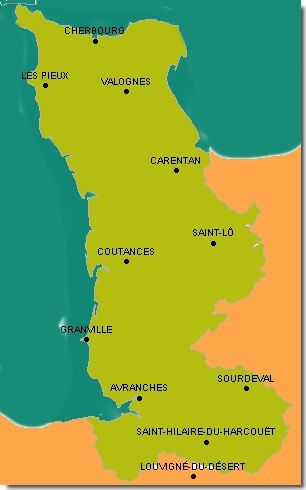 CHERBOURG
LES PIEUX
VALOGNES
CARENTAN
SAINT-LÔ
COUTANCES
GRANVILLE
SOURDEVAL
AVRANCHES
SAINT-HILAIRE-DU-HARCOUËT
LOUVIGNÉ-DU-DÉSERT